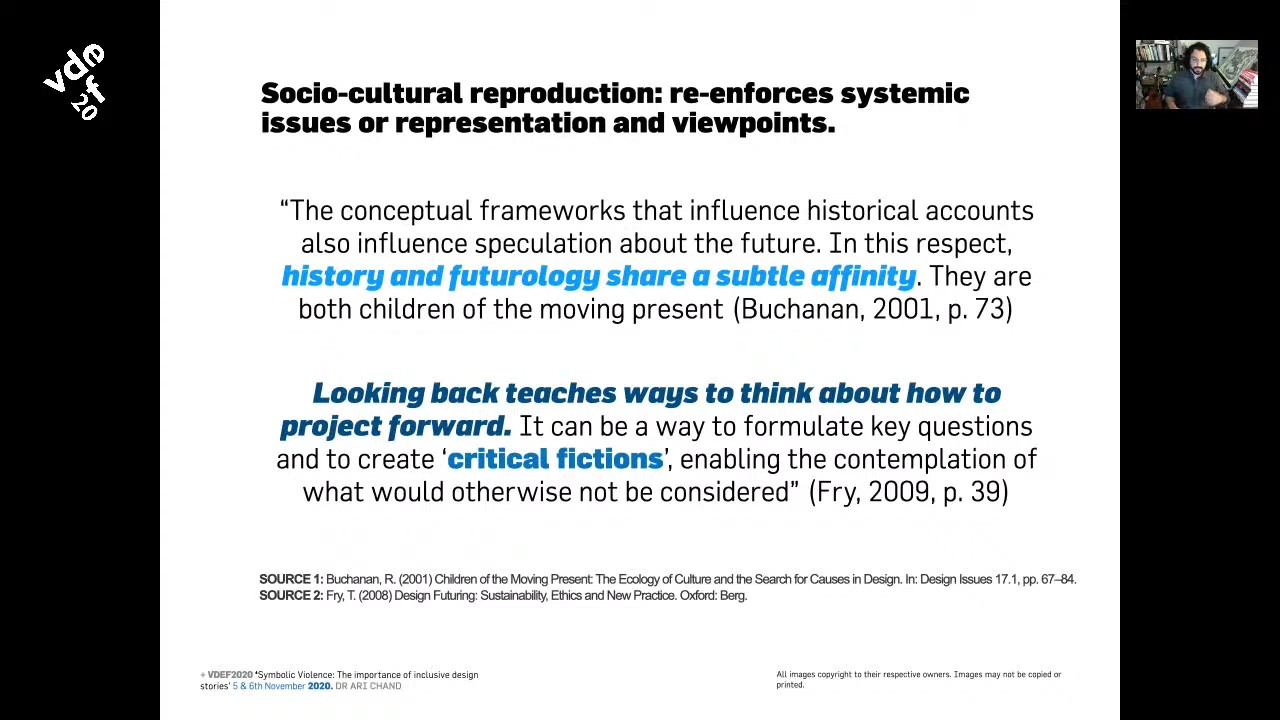 vdef
20
Socio-cultural reproduction: re-enforces systemic
issues or representation and viewpoints.
“The conceptual frameworks that influence historical accounts
also influence speculation about the future. In this respect,
history and futurology share a subtle affinity. They are
both children of the moving present (Buchanan, 2001, p. 73)
Looking back teaches ways to think about how to
project forward. It can be a way to formulate key questions
and to create ‘critical fictions’, enabling the contemplation of
what would otherwise not be considered” (Fry, 2009, p. 39)
SOURCE 1: Buchanan, R. (2001) Children of the Moving Present: The Ecology of Culture and the Search for Causes in Design. In: Design Issues 17.1, pp. 67–84.
SOURCE 2: Fry, T. (2008) Design Futuring: Sustainability, Ethics and New Practice. Oxford: Berg.
+ VDEF2020 ‘Symbolic Violence: The importance of inclusive design
stories’ 5 & 6th November 2020. DR ARI CHAND
All images copyright to their respective owners. Images may not be copied or
printed.